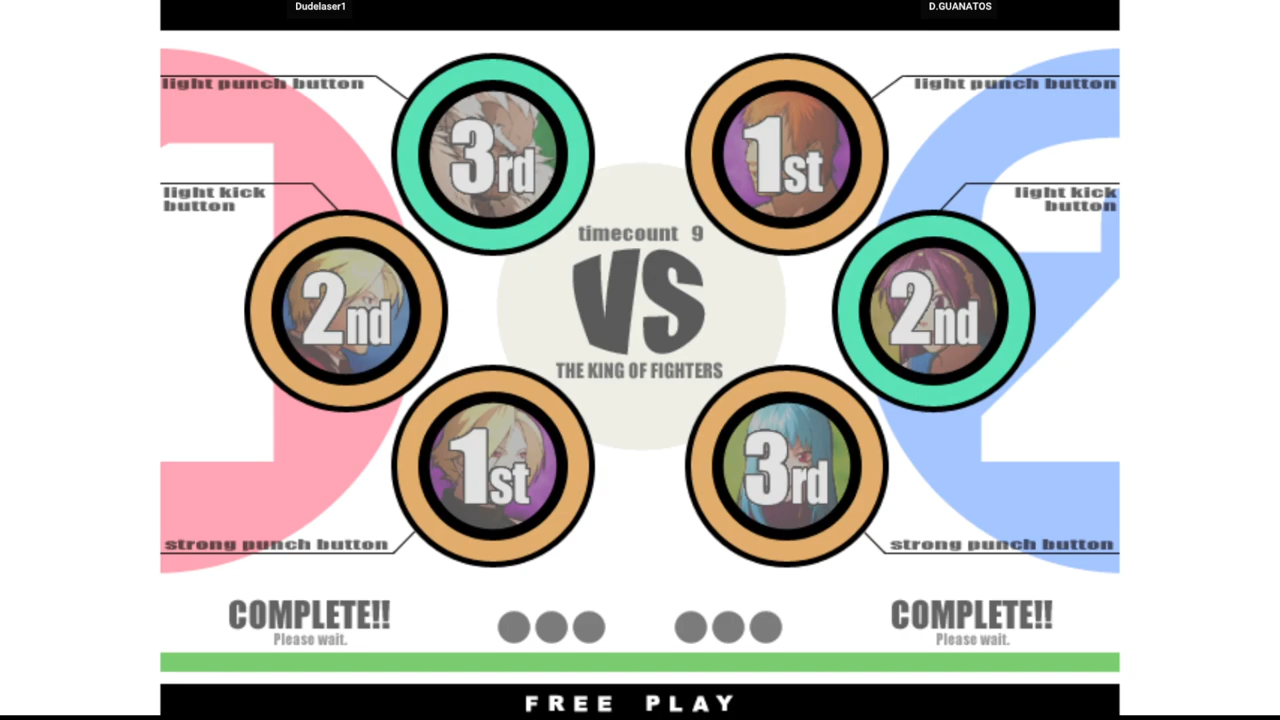 Dudelaser1
D.GUANATOS
light punch button
light punch button
3rd
1st
light kick
button
light kick
button
timecount 9
VS
THE KING OF FIGHTERS
2nd
2nd
1st
3rd
strong punch button
strong punch button
COMPLETE!!
Please wait.
COMPLETE!!
Please wait.
FREE PLAY